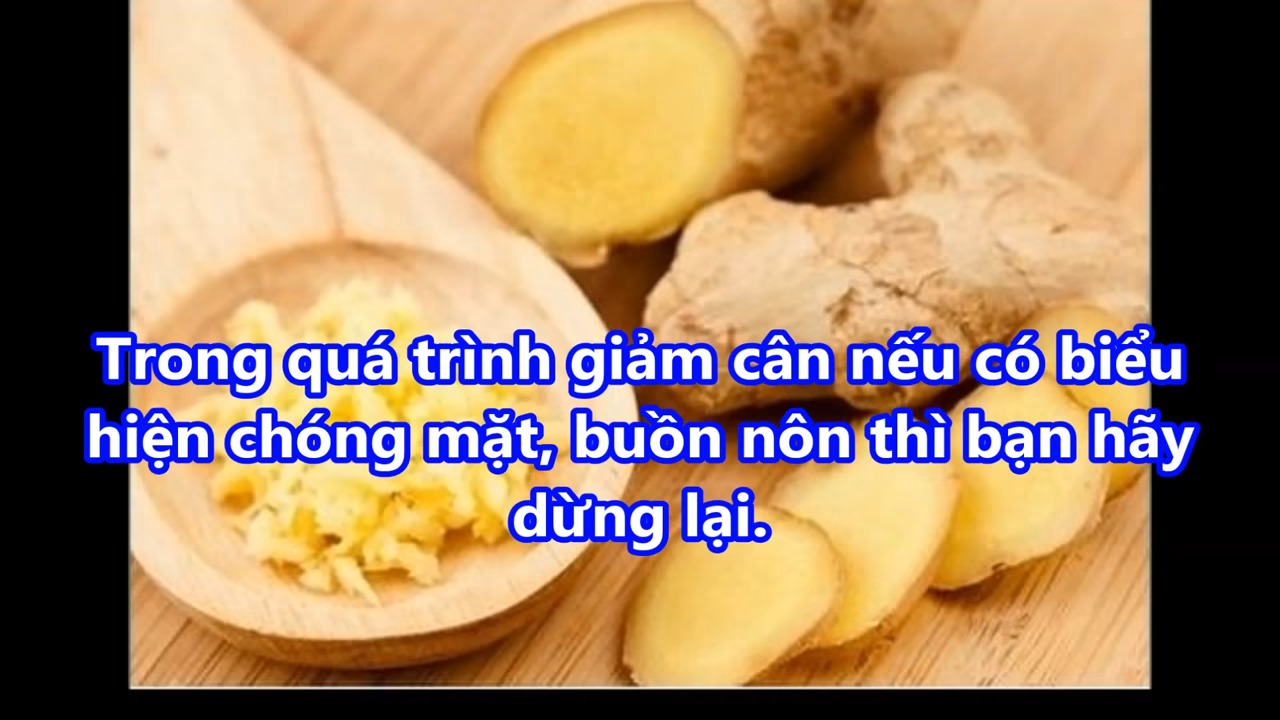 Trong quá trình giảm cân nếu có biểu
hiện chóng mặt, buồn nôn thì bạn hãy
dừng lại.